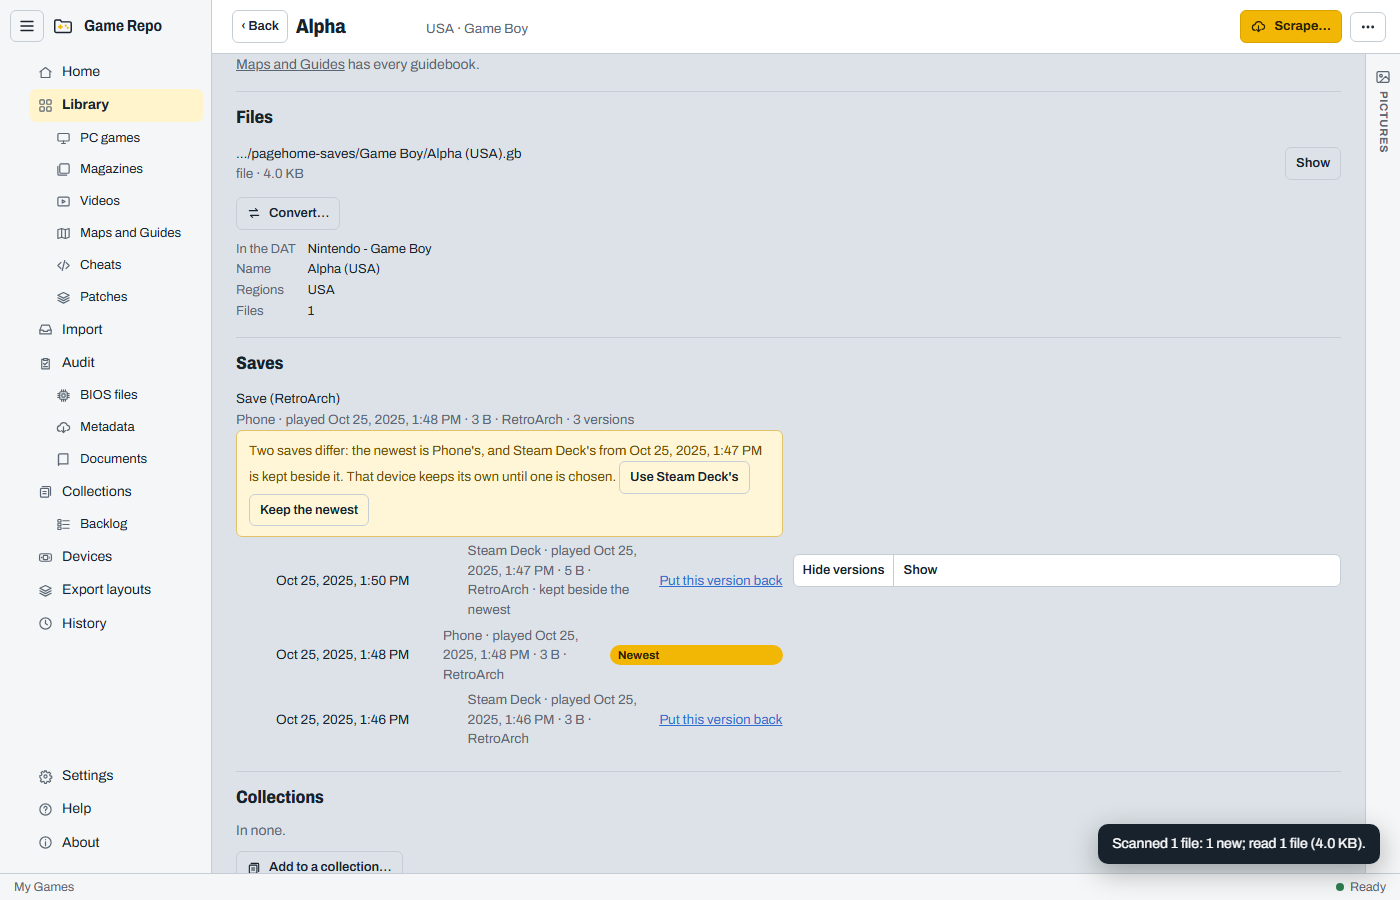 Game Repo
‹ Back
Alpha
USA · Game Boy
Scrape...
Home
Library
PC games
Magazines
Videos
Maps and Guides
Cheats
Patches
Import
Audit
BIOS files
Metadata
Documents
Collections
Backlog
Devices
Export layouts
History
Settings
Help
About
Maps and Guides has every guidebook.
Files
.../pagehome-saves/Game Boy/Alpha (USA).gb
file · 4.0 KB
Show
Convert...
In the DAT Nintendo - Game Boy
Name Alpha (USA)
Regions USA
Files 1
Saves
Save (RetroArch)
Phone · played Oct 25, 2025, 1:48 PM · 3 B · RetroArch · 3 versions
Two saves differ: the newest is Phone's, and Steam Deck's from Oct 25, 2025, 1:47 PM
is kept beside it. That device keeps its own until one is chosen. Use Steam Deck's
Keep the newest
Hide versions Show
Oct 25, 2025, 1:50 PM
Steam Deck · played Oct 25,
2025, 1:47 PM · 5 B ·
RetroArch · kept beside the
newest
Put this version back
Oct 25, 2025, 1:48 PM
Phone · played Oct 25,
2025, 1:48 PM · 3 B ·
RetroArch
Newest
Oct 25, 2025, 1:46 PM
Steam Deck · played Oct 25,
2025, 1:46 PM · 3 B ·
RetroArch
Put this version back
Collections
In none.
Add to a collection...
PICTURES
Scanned 1 file: 1 new; read 1 file (4.0 KB).
My Games
Ready